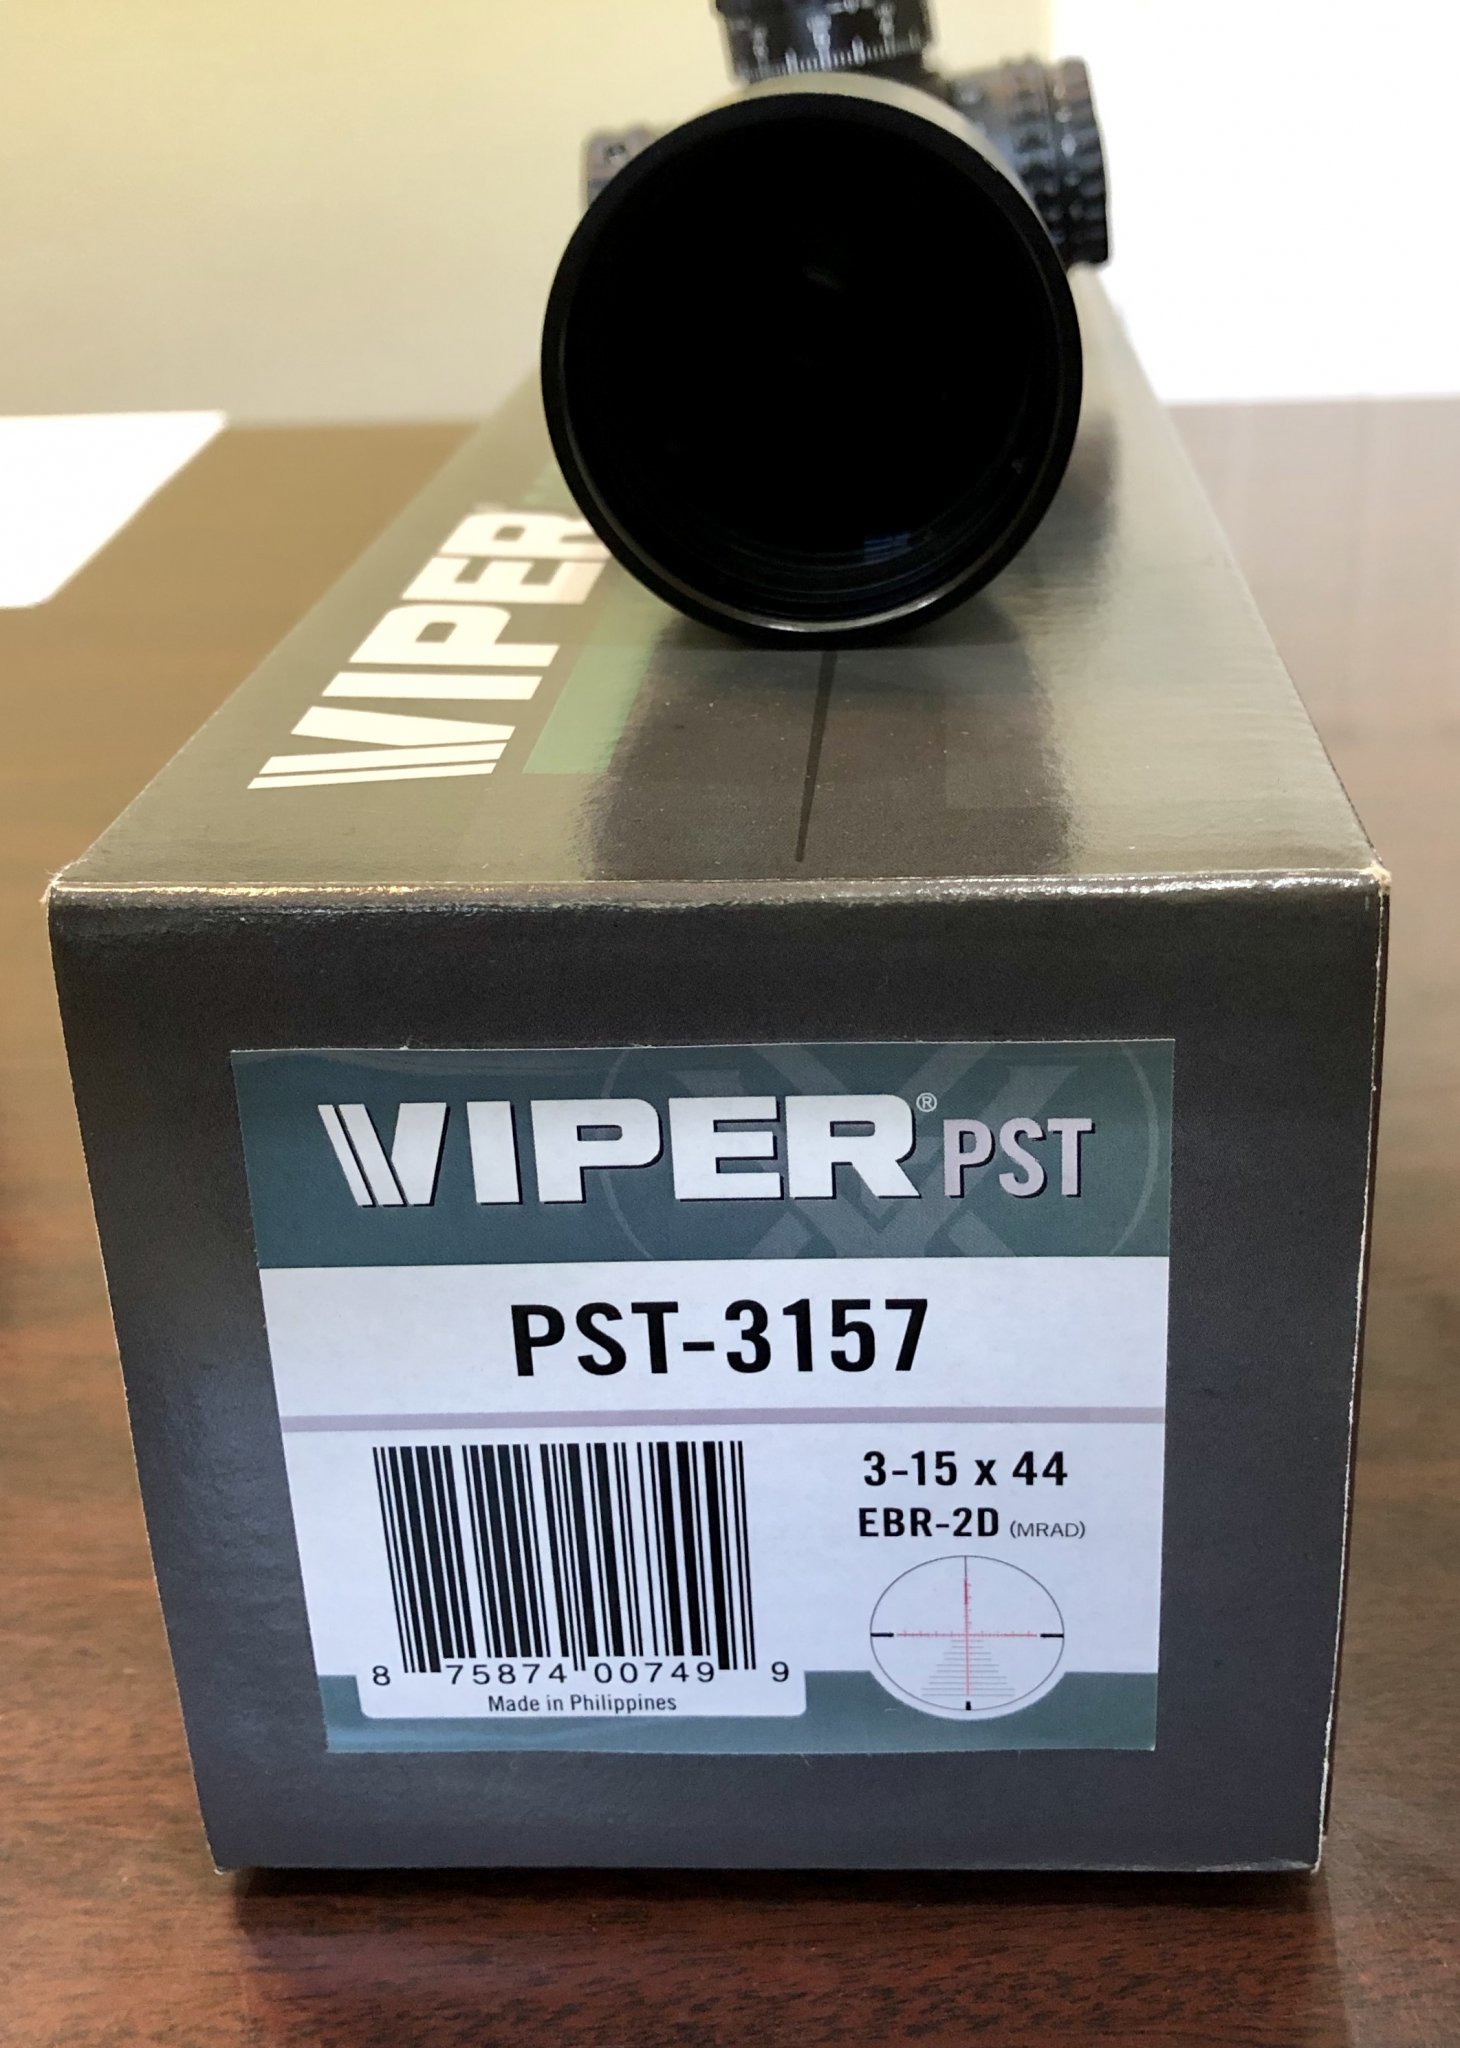 VIPER
VIPER® PST
PST-3157
3-15 x 44
EBR-2D (MRAD)
8 75874 00749 9
Made in Philippines